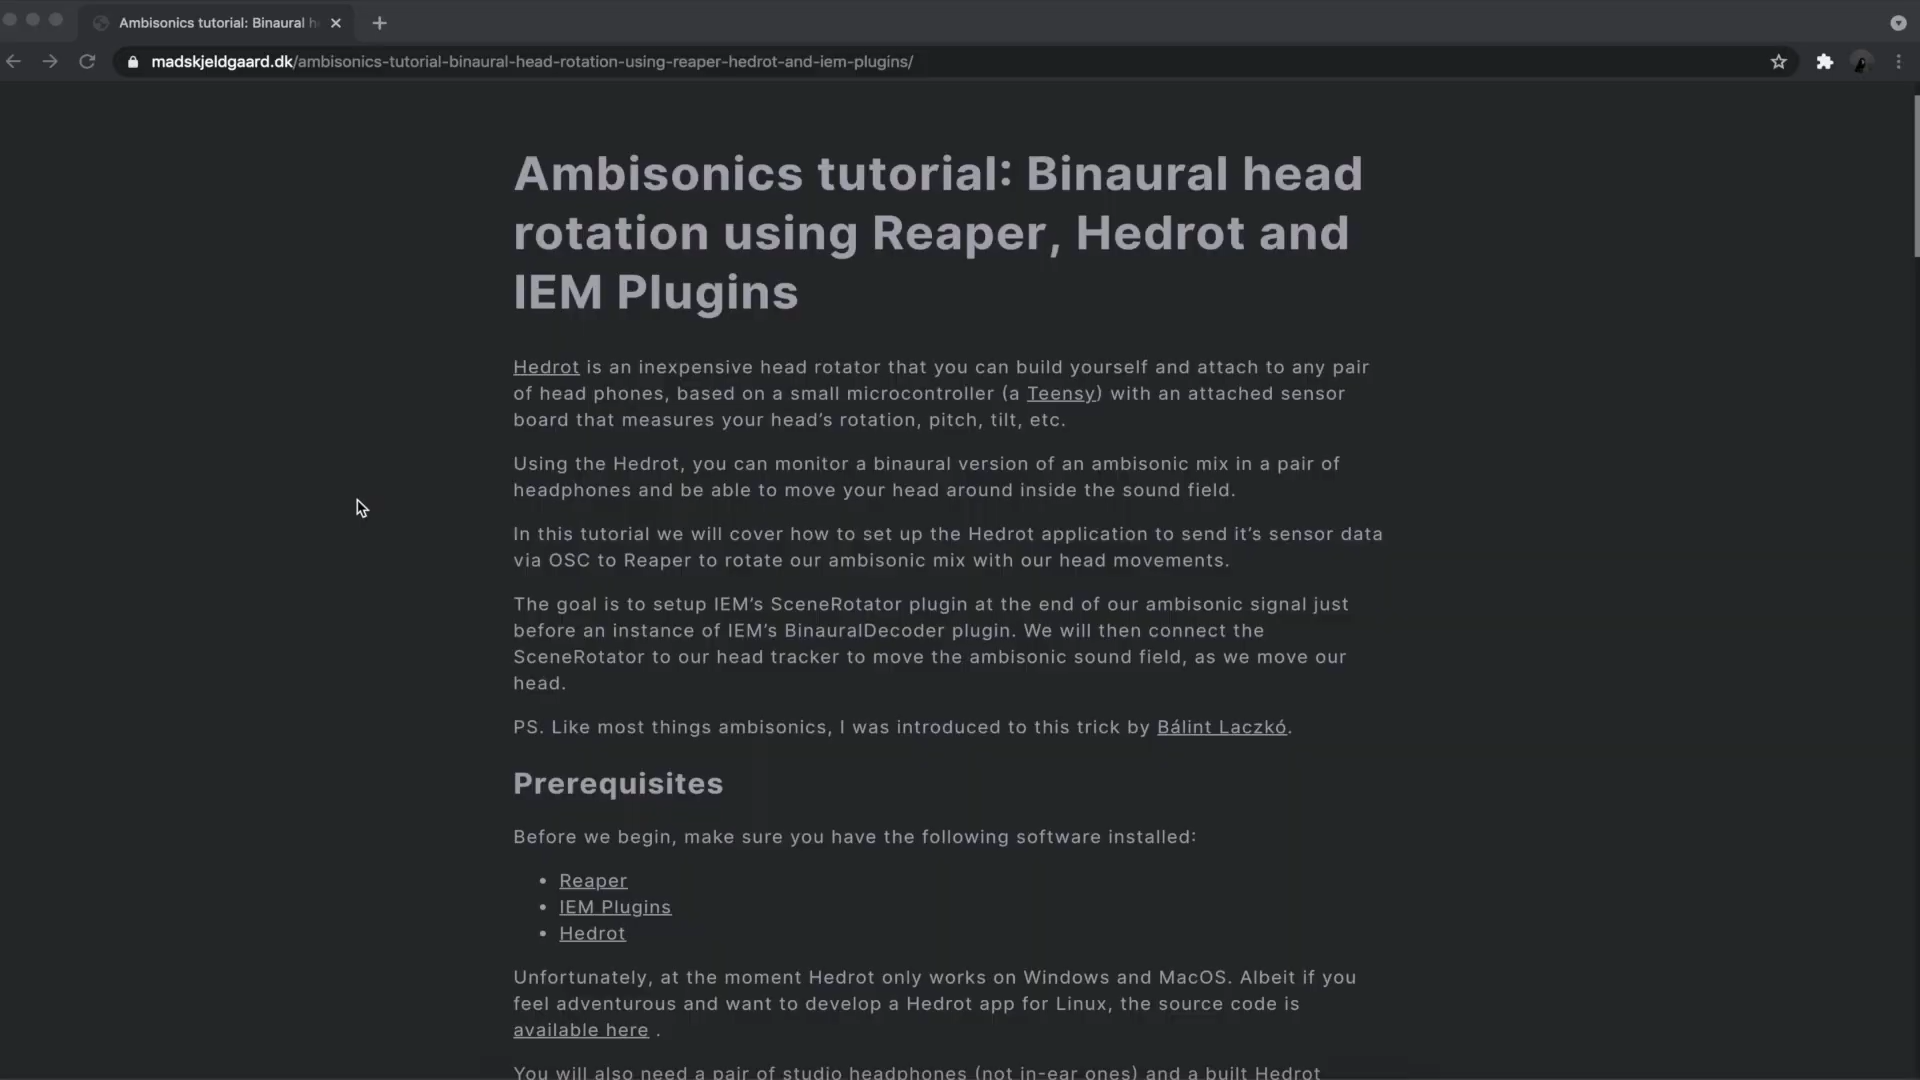 Ambisonics tutorial: Binaural h
madskjeldgaard.dk/ambisonics-tutorial-binaural-head-rotation-using-reaper-hedrot-and-iem-plugins/
Ambisonics tutorial: Binaural head
rotation using Reaper, Hedrot and
IEM Plugins
Hedrot is an inexpensive head rotator that you can build yourself and attach to any pair
of head phones, based on a small microcontroller (a Teensy) with an attached sensor
board that measures your head’s rotation, pitch, tilt, etc.
Using the Hedrot, you can monitor a binaural version of an ambisonic mix in a pair of
headphones and be able to move your head around inside the sound field.
In this tutorial we will cover how to set up the Hedrot application to send it’s sensor data
via OSC to Reaper to rotate our ambisonic mix with our head movements.
The goal is to setup IEM’s SceneRotator plugin at the end of our ambisonic signal just
before an instance of IEM’s BinauralDecoder plugin. We will then connect the
SceneRotator to our head tracker to move the ambisonic sound field, as we move our
head.
PS. Like most things ambisonics, I was introduced to this trick by Bálint Laczkó.
Prerequisites
Before we begin, make sure you have the following software installed:
• Reaper
• IEM Plugins
• Hedrot
Unfortunately, at the moment Hedrot only works on Windows and MacOS. Albeit if you
feel adventurous and want to develop a Hedrot app for Linux, the source code is
available here .
You will also need a pair of studio headphones (not in-ear ones) and a built Hedrot